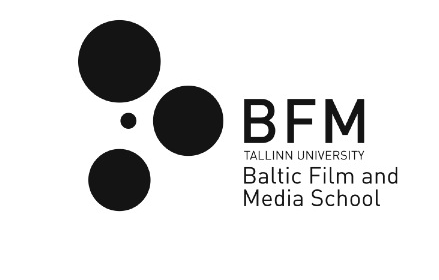 BFM
TALLINN UNIVERSITY
Baltic Film and
Media School